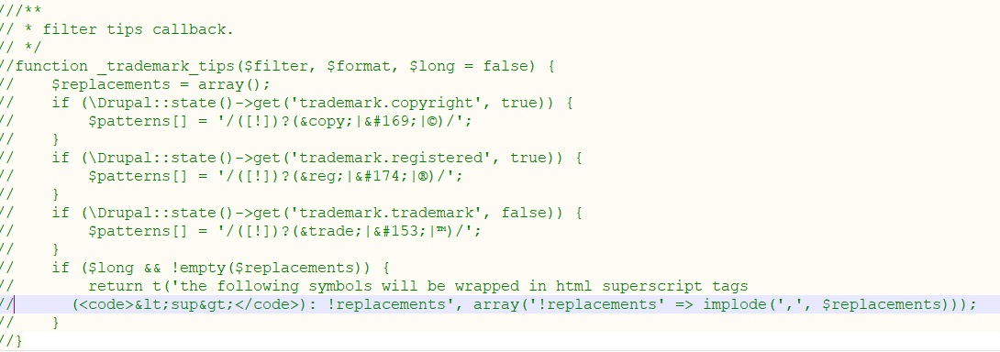 ///**
// * filter tips callback.
// */
//function _trademark_tips($filter, $format, $long = false) {
//    $replacements = array();
//    if (\Drupal::state()->get('trademark.copyright', true)) {
//        $patterns[] = '/([!])?(&copy;|&#169;|©)/';
//    }
//    if (\Drupal::state()->get('trademark.registered', true)) {
//        $patterns[] = '/([!])?(&reg;|&#174;|®)/';
//    }
//    if (\Drupal::state()->get('trademark.trademark', false)) {
//        $patterns[] = '/([!])?(&trade;|&#153;|™)/';
//    }
//    if ($long && !empty($replacements)) {
//        return t('the following symbols will be wrapped in html superscript tags
//      (<code>&lt;sup&gt;</code>): !replacements', array('!replacements' => implode(',', $replacements)));
//    }
//}